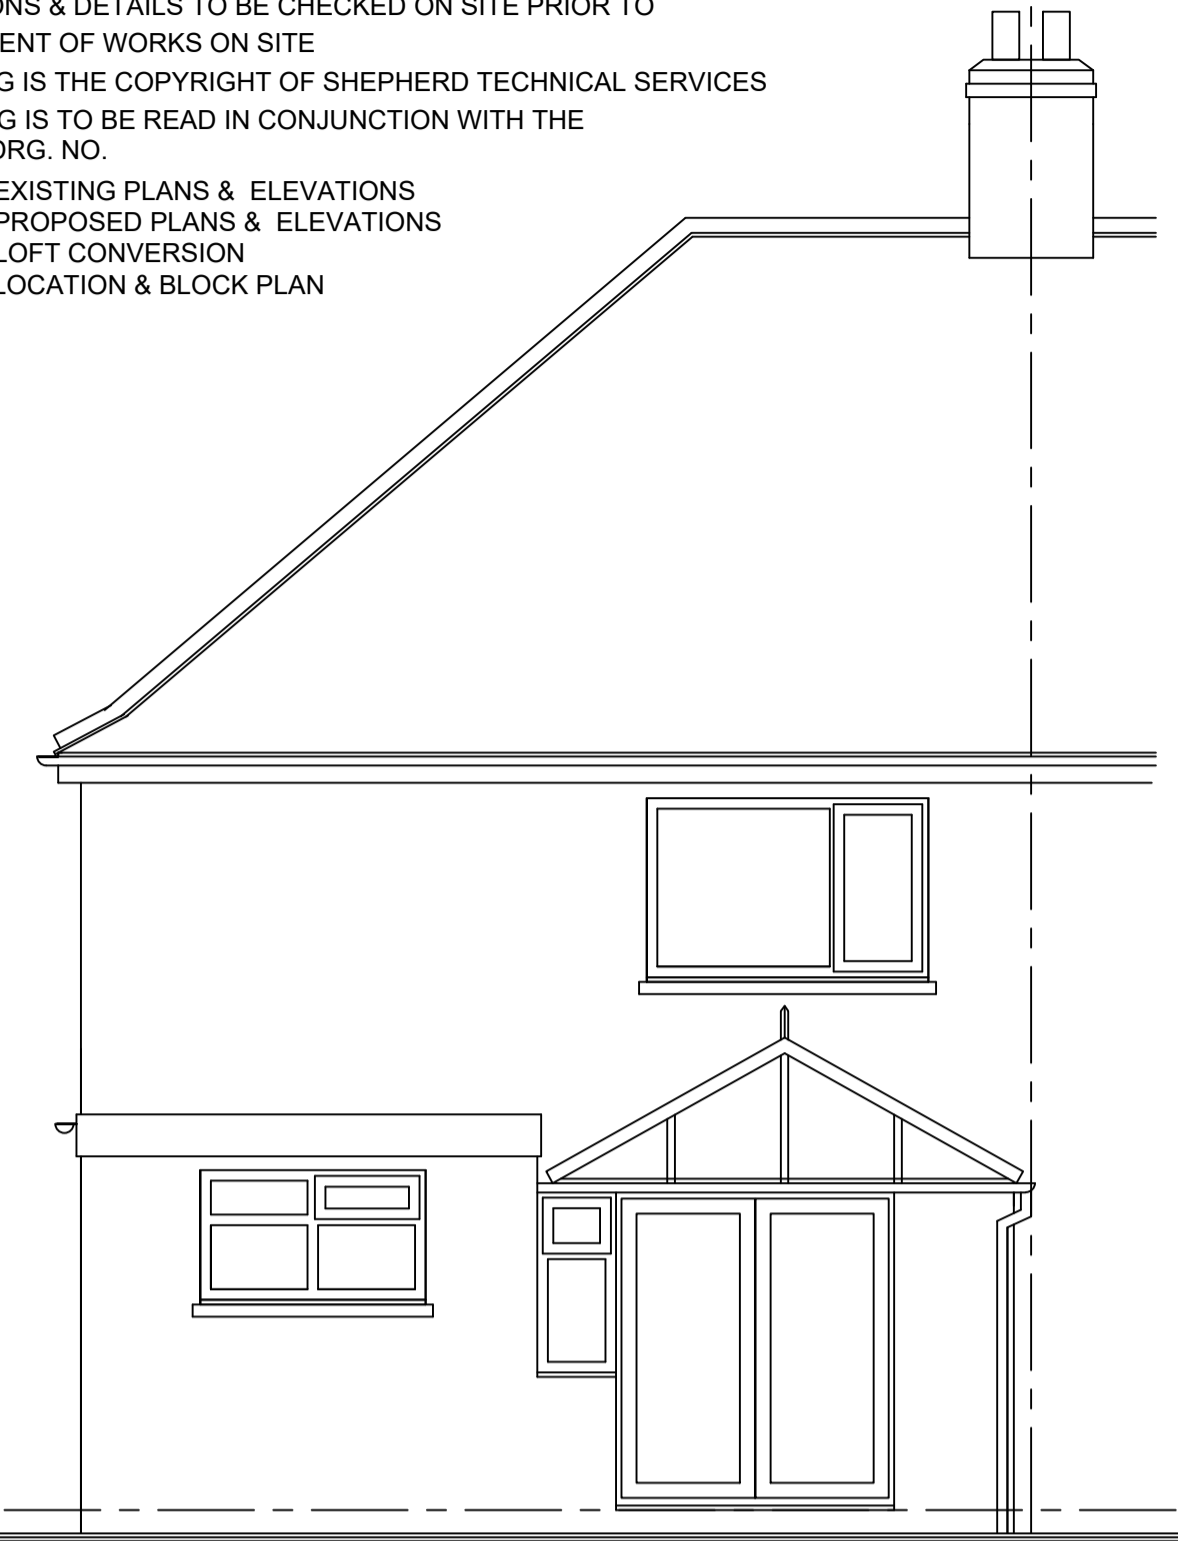 ONS & DETAILS TO BE CHECKED ON SITE PRIOR TO
ENT OF WORKS ON SITE
G IS THE COPYRIGHT OF SHEPHERD TECHNICAL SERVICES
G IS TO BE READ IN CONJUNCTION WITH THE
DRG. NO.
EXISTING PLANS & ELEVATIONS
PROPOSED PLANS & ELEVATIONS
LOFT CONVERSION
LOCATION & BLOCK PLAN